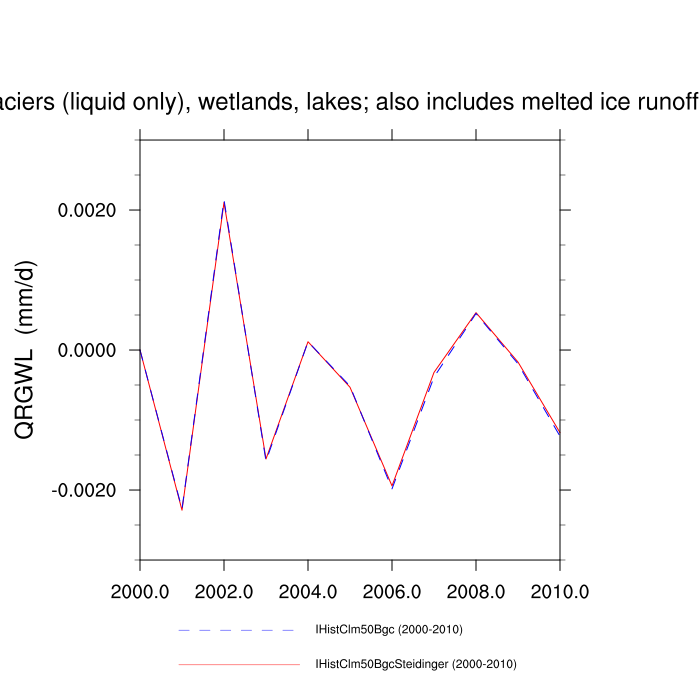 (liquid only), wetlands, lakes; also includes melted ice runoff
QRGWL (mm/d)
0.0020
0.0000
-0.0020
2000.0 2002.0 2004.0 2006.0 2008.0 2010.0
IHistClm50Bgc (2000-2010)
IHistClm50BgcSteidinger (2000-2010)